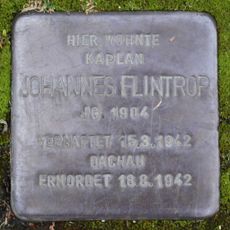 HIER WOHNTE
KAPLAN
JOHANNES FLINTROP
JG. 1904
VERHAFTET 15.3.1942
DACHAU
ERMORDET 18.8.1942